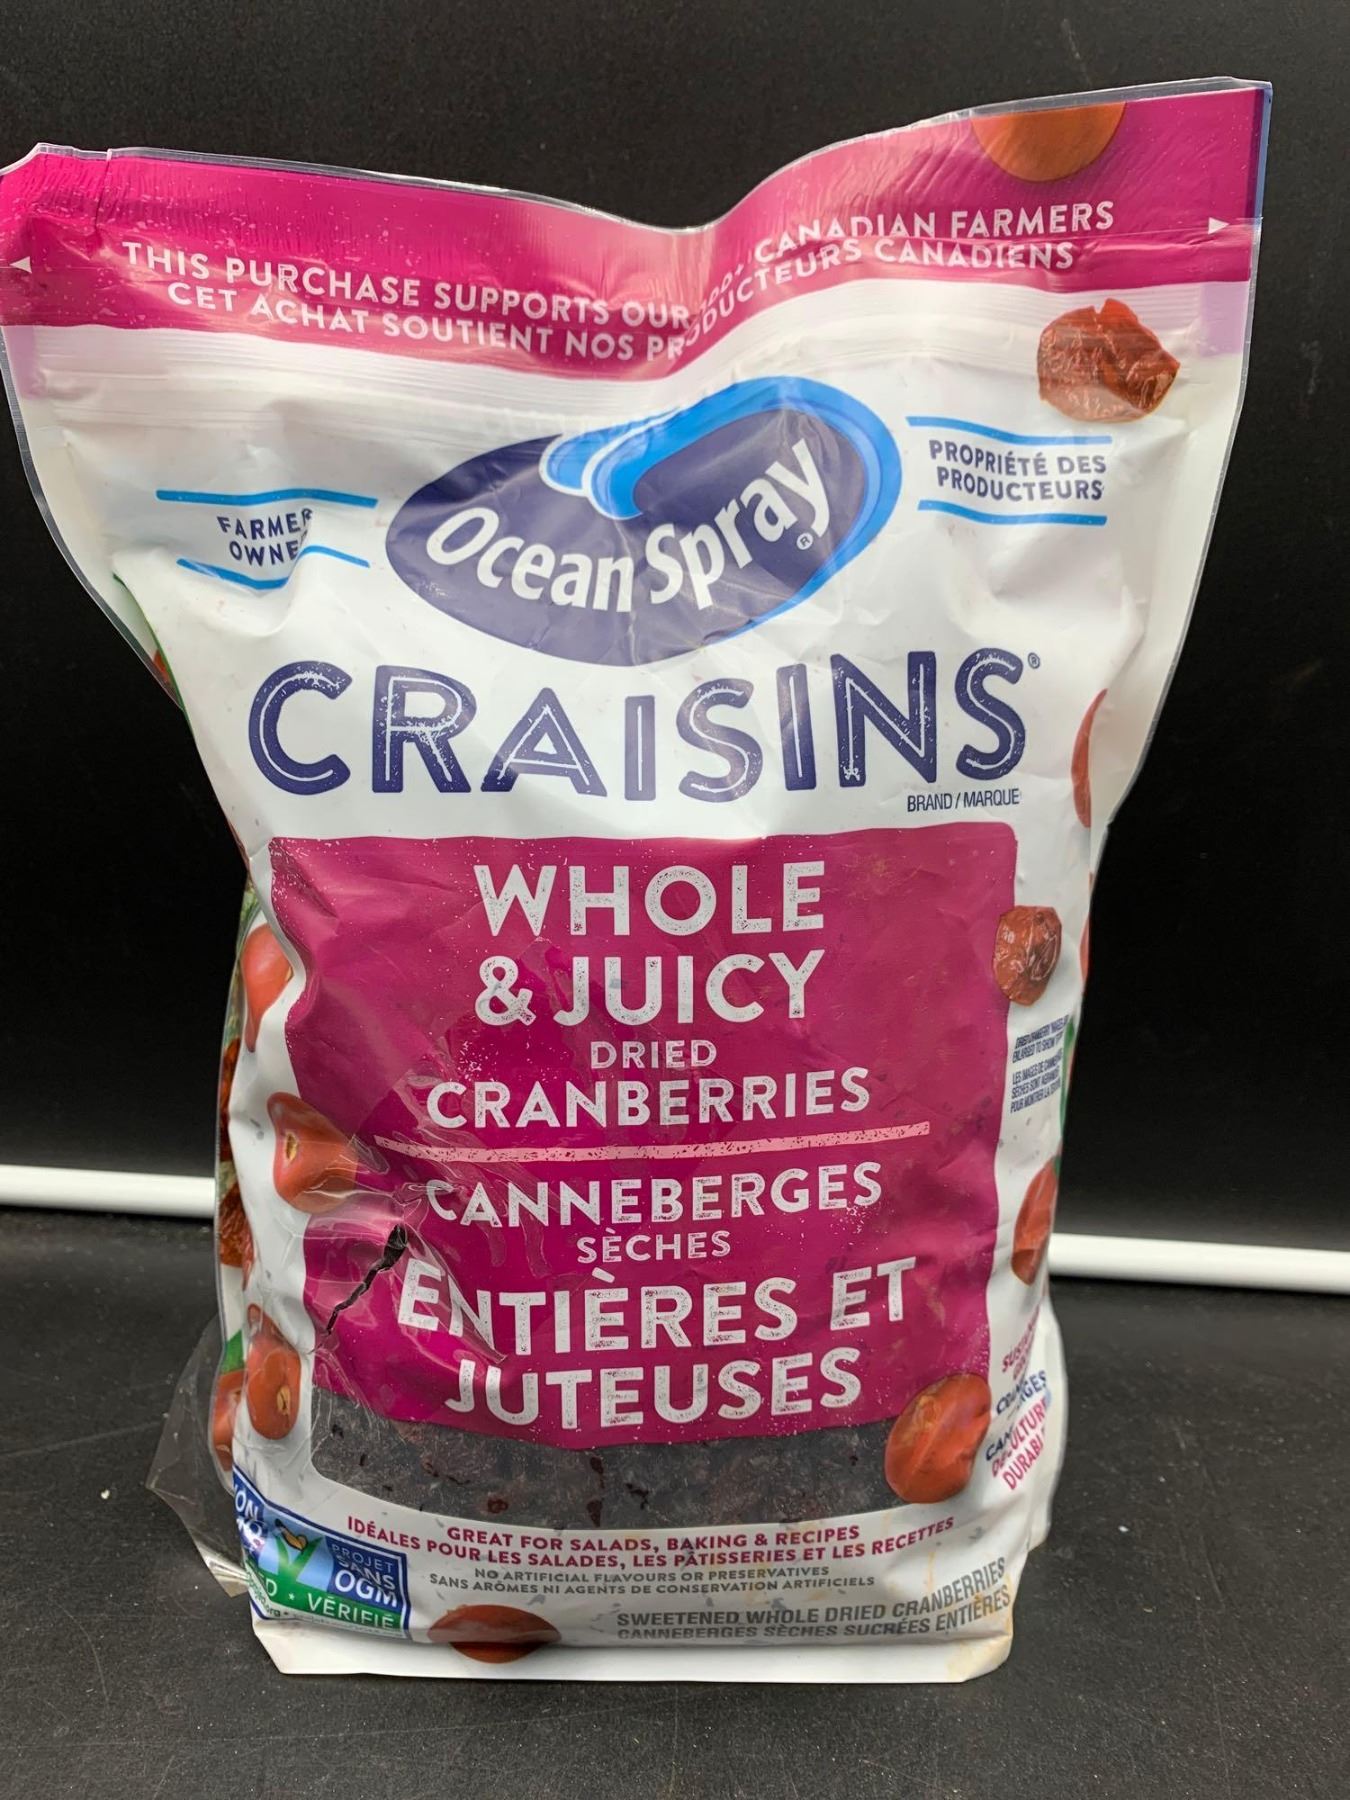 THIS PURCHASE SUPPORTS OUR CANADIAN FARMERS
CET ACHAT SOUTIENT NOS PRODUCTEURS CANADIENS
FARMER
OWNE
Ocean Spray®
PROPRIÉTÉ DES
PRODUCTEURS
CRAISINS®
BRAND / MARQUE
WHOLE
& JUICY
DRIED
CRANBERRIES
CANNEBERGES
SÈCHES
ENTIÈRES ET
JUTEUSES
DURABL
PROJET
SANS
OGM
VÉRIFIÉ
GREAT FOR SALADS, BAKING & RECIPES
IDÉALES POUR LES SALADES, LES PÂTISSERIES ET LES RECETTES
NO ARTIFICIAL FLAVOURS OR PRESERVATIVES
SANS ARÔMES NI AGENTS DE CONSERVATION ARTIFICIELS
SWEETENED WHOLE DRIED CRANBERRIES
CANNEBERGES SÈCHES SUCRÉES ENTIÈRES